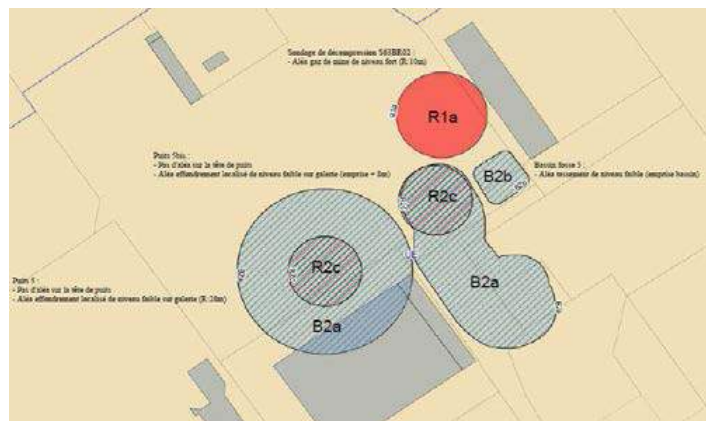 Sondage de décompression S63BR02
- Aléa gaz de mine de niveau fort (R:10m)
R1a
Puits 5bis :
- Pas d'aléa sur la tête de puits
- Aléa effondrement localisé de niveau faible sur galerie (emprise + 8m)
Bassin fosse 5 :
- Aléa tassement de niveau faible (emprise bassin)
B2b
R2c
Puits 5 :
- Pas d'aléa sur la tête de puits
- Aléa effondrement localisé de niveau faible sur galerie (R:20m)
R2c
B2a
B2a